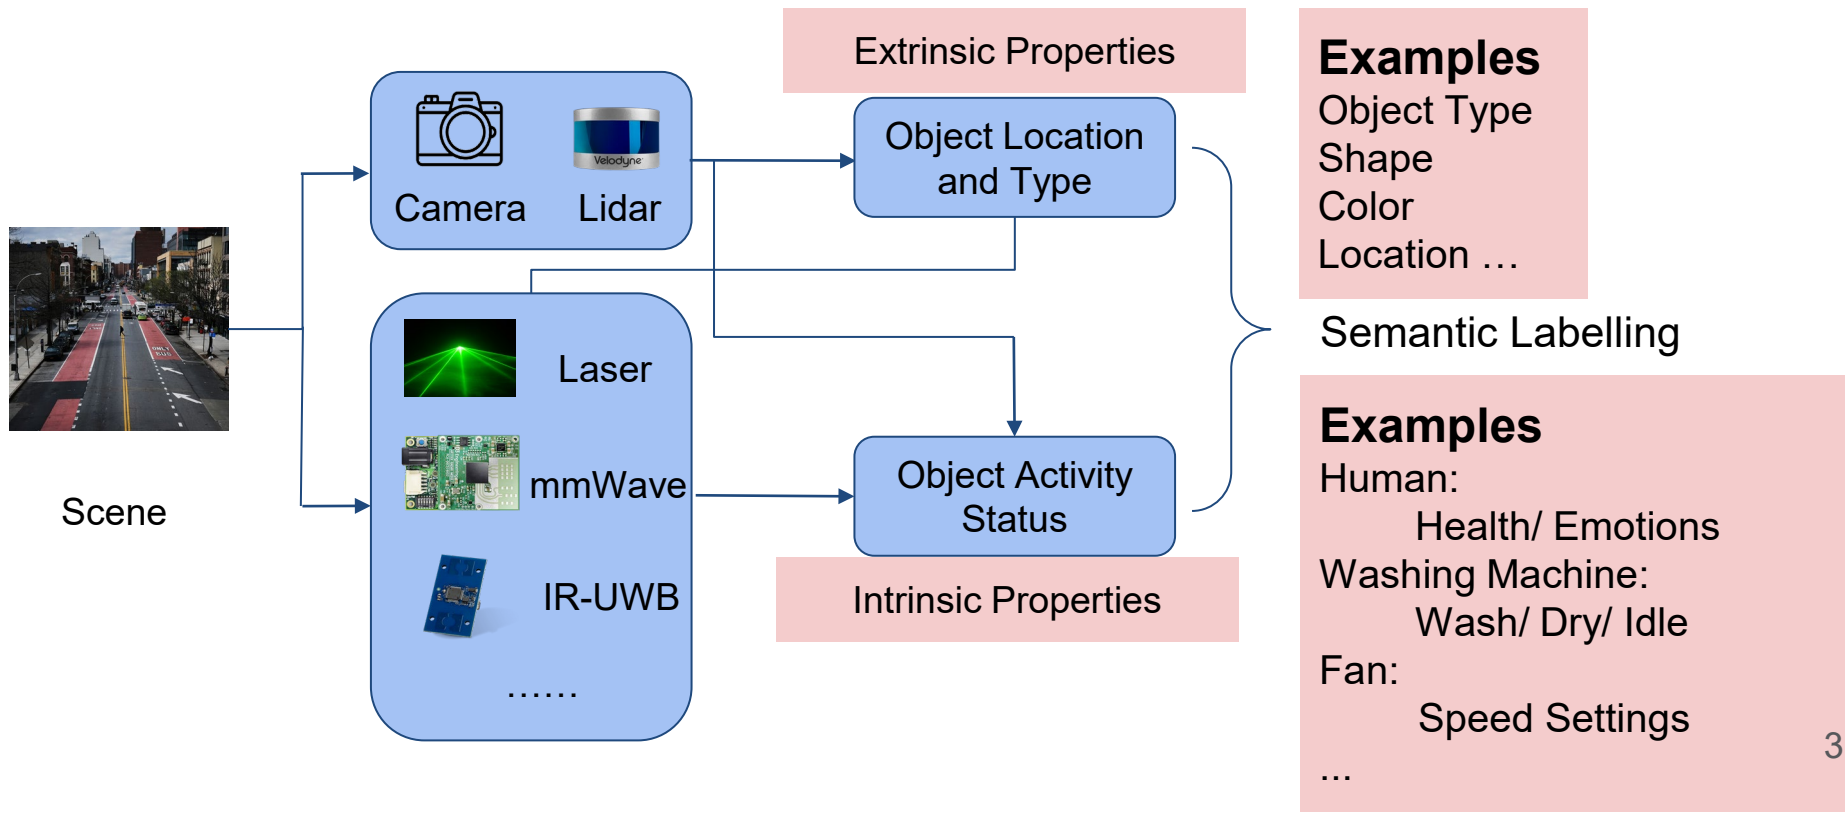 Scene
Camera
Velodyne
Lidar
Laser
mmWave
IR-UWB
......
Extrinsic Properties
Object Location
and Type
Object Activity
Status
Intrinsic Properties
Examples
Object Type
Shape
Color
Location …
Semantic Labelling
Examples
Human:
Health/ Emotions
Washing Machine:
Wash/ Dry/ Idle
Fan:
Speed Settings
...
3